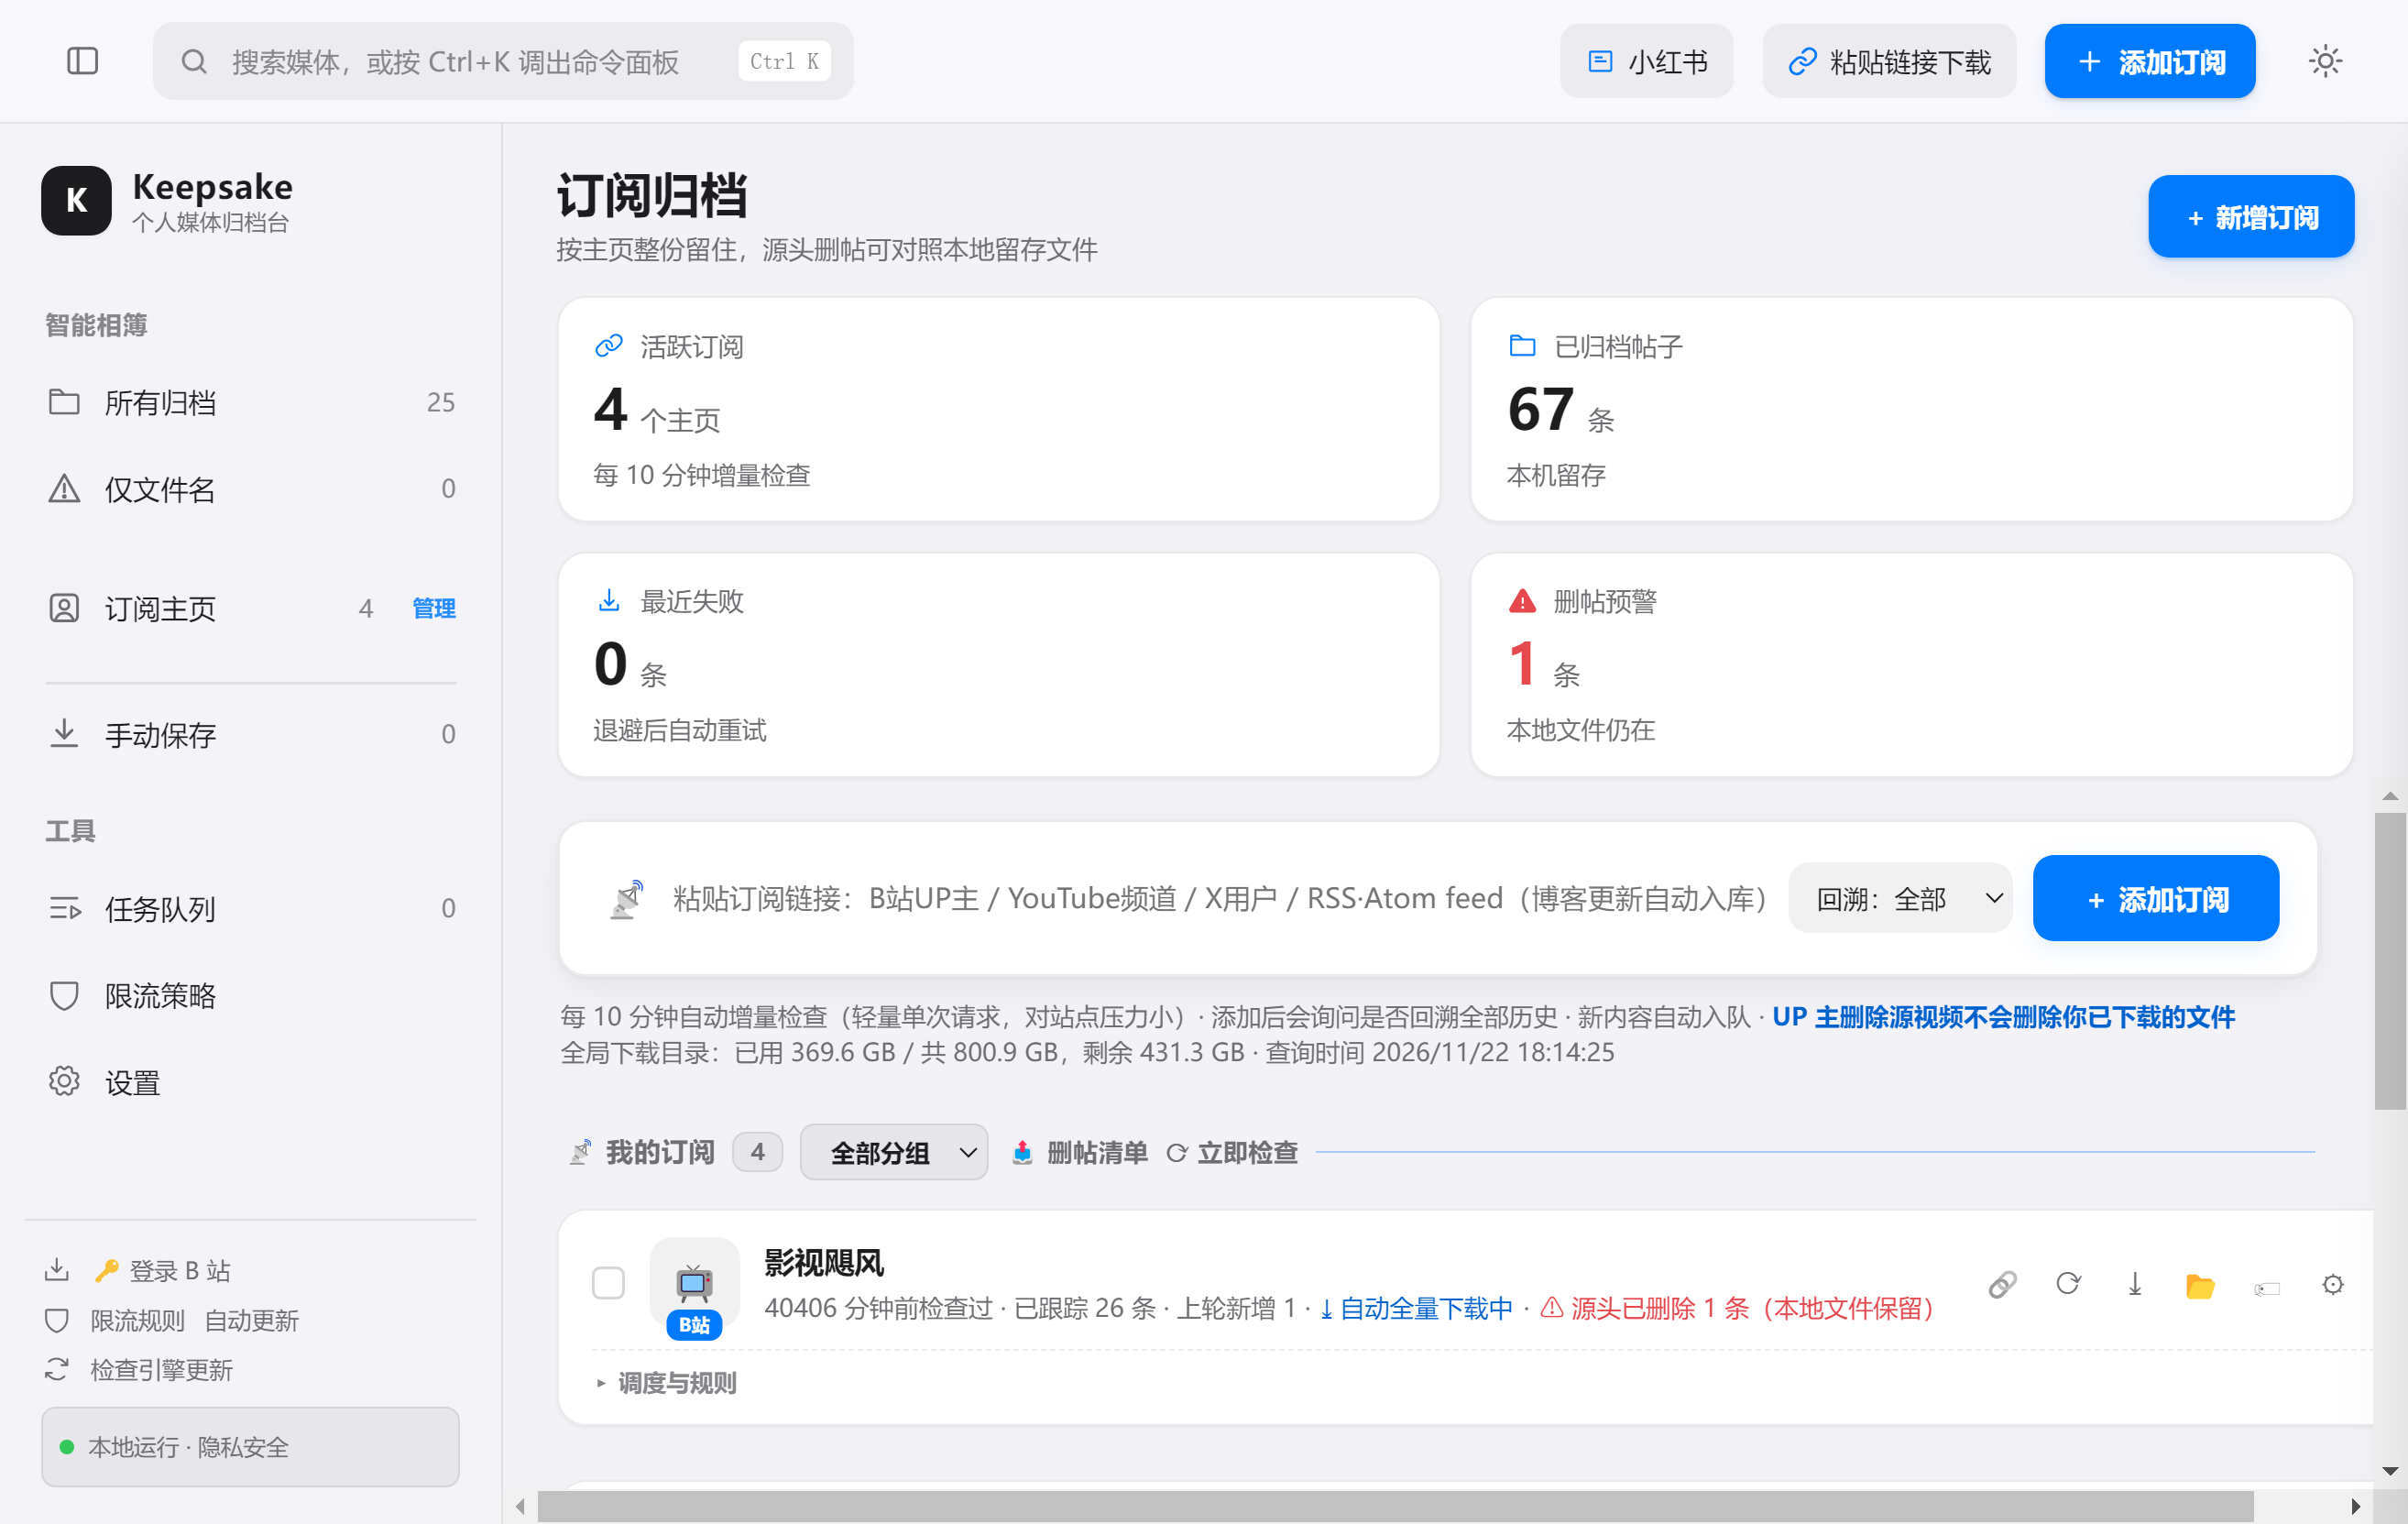 搜索媒体，或按 Ctrl+K 调出命令面板
Ctrl K
小红书
粘贴链接下载
+ 添加订阅
K
Keepsake
个人媒体归档台
智能相簿
所有归档 25
仅文件名 0
订阅主页 4 管理
手动保存 0
工具
任务队列 0
限流策略
设置
🔑 登录 B 站
限流规则 自动更新
检查引擎更新
本地运行 · 隐私安全
订阅归档
按主页整份留住，源头删帖可对照本地留存文件
+ 新增订阅
活跃订阅
4 个主页
每 10 分钟增量检查
已归档帖子
67 条
本机留存
最近失败
0 条
退避后自动重试
删帖预警
1 条
本地文件仍在
粘贴订阅链接：B站UP主 / YouTube频道 / X用户 / RSS·Atom feed（博客更新自动入库）
回溯：全部
+ 添加订阅
每 10 分钟自动增量检查（轻量单次请求，对站点压力小）· 添加后会询问是否回溯全部历史 · 新内容自动入队 · UP 主删除源视频不会删除你已下载的文件
全局下载目录：已用 369.6 GB / 共 800.9 GB，剩余 431.3 GB · 查询时间 2026/11/22 18:14:25
我的订阅 4 全部分组 删帖清单 立即检查
影视飓风
B站
40406 分钟前检查过 · 已跟踪 26 条 · 上轮新增 1 · ↓自动全量下载中 · ⚠ 源头已删除 1 条（本地文件保留）
▸ 调度与规则